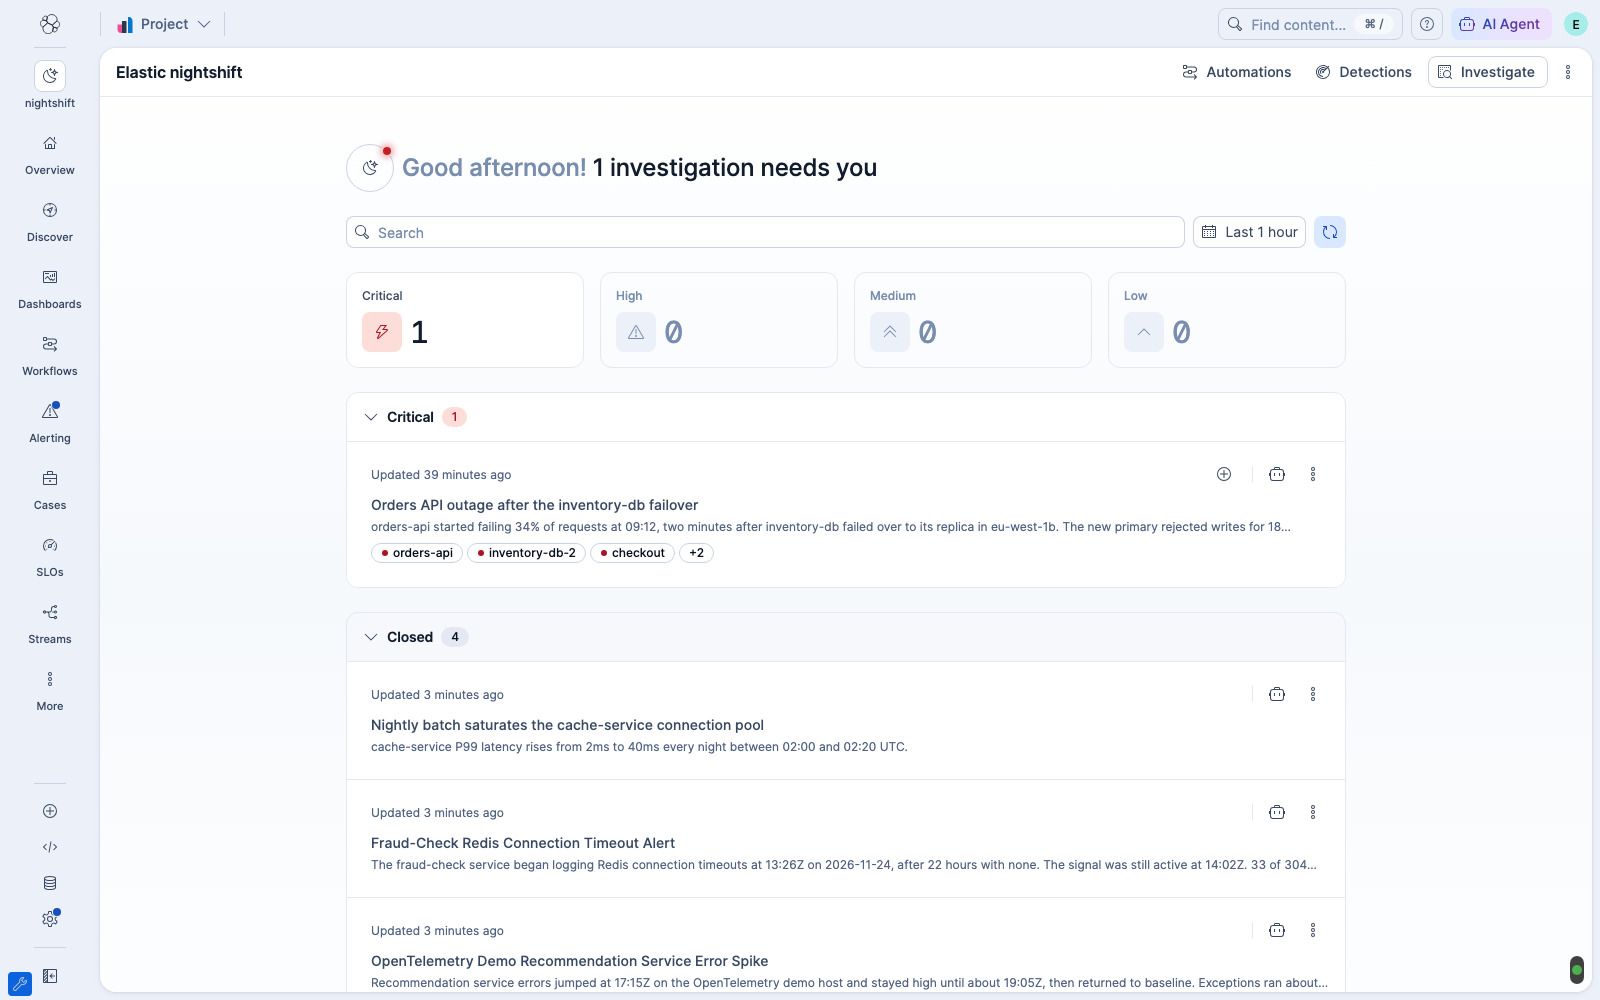 Project
Find content...
⌘ /
AI Agent
E
Elastic nightshift
Automations
Detections
Investigate
nightshift
Overview
Discover
Dashboards
Workflows
Alerting
Cases
SLOs
Streams
More
Good afternoon! 1 investigation needs you
Search
Last 1 hour
Critical
1
High
0
Medium
0
Low
0
Critical 1
Updated 39 minutes ago
Orders API outage after the inventory-db failover
orders-api started failing 34% of requests at 09:12, two minutes after inventory-db failed over to its replica in eu-west-1b. The new primary rejected writes for 18...
orders-api inventory-db-2 checkout +2
Closed 4
Updated 3 minutes ago
Nightly batch saturates the cache-service connection pool
cache-service P99 latency rises from 2ms to 40ms every night between 02:00 and 02:20 UTC.
Updated 3 minutes ago
Fraud-Check Redis Connection Timeout Alert
The fraud-check service began logging Redis connection timeouts at 13:26Z on 2026-11-24, after 22 hours with none. The signal was still active at 14:02Z. 33 of 304...
Updated 3 minutes ago
OpenTelemetry Demo Recommendation Service Error Spike
Recommendation service errors jumped at 17:15Z on the OpenTelemetry demo host and stayed high until about 19:05Z, then returned to baseline. Exceptions ran about...